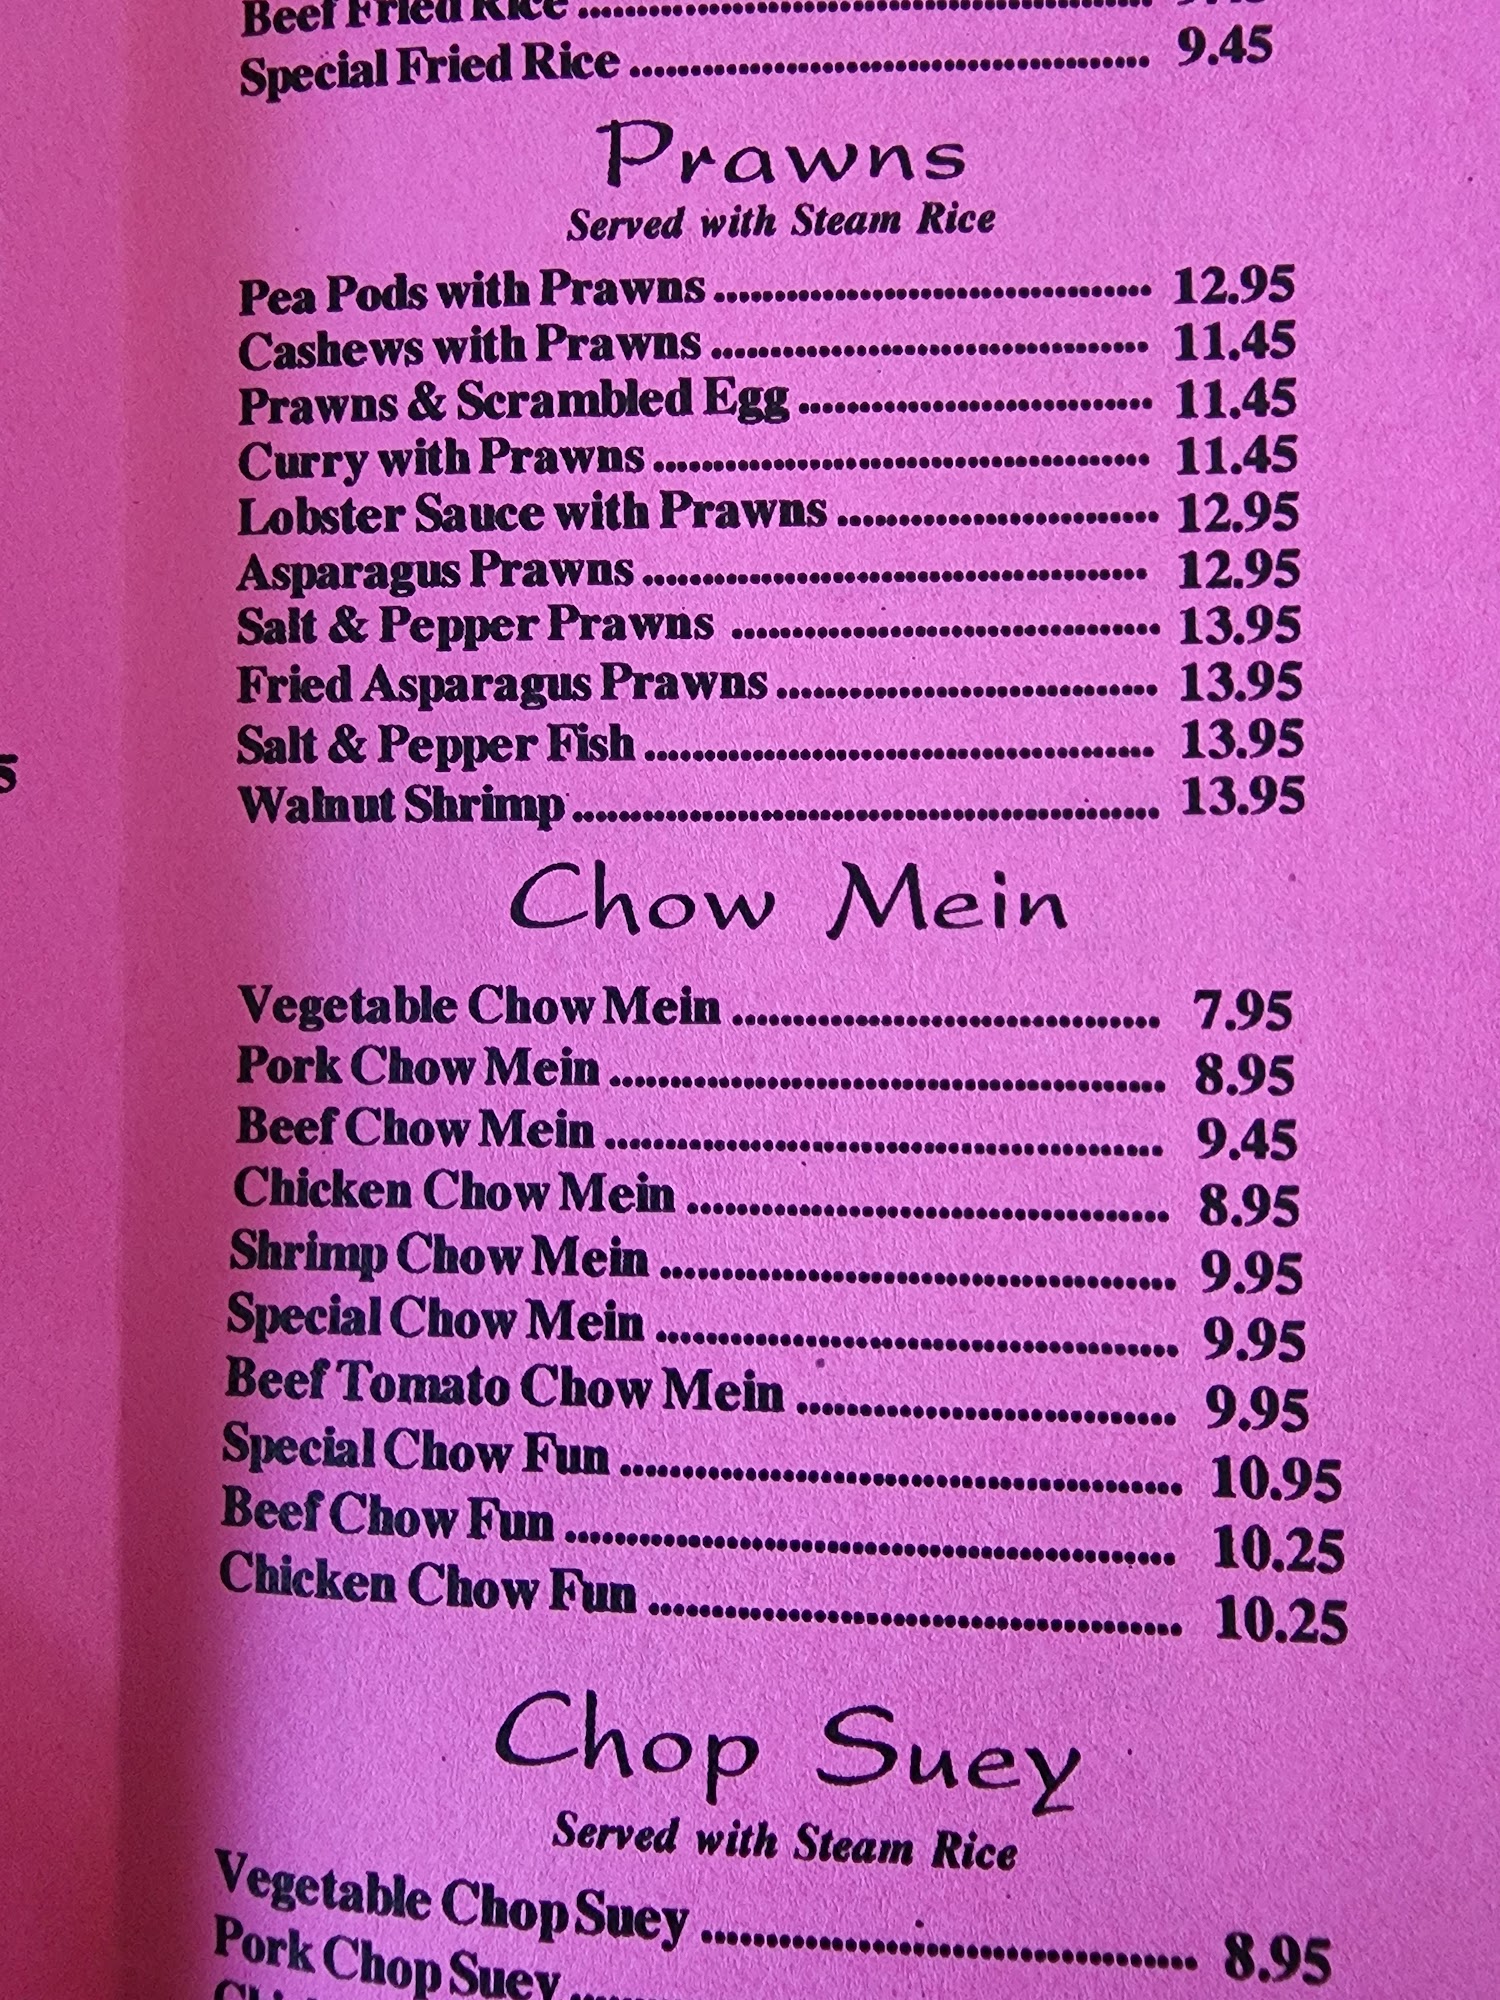 Beef Fried Rice
Special Fried Rice ........................................ 9.45
Prawns
Served with Steam Rice
Pea Pods with Prawns .................................... 12.95
Cashews with Prawns .................................... 11.45
Prawns & Scrambled Egg ............................. 11.45
Curry with Prawns ........................................ 11.45
Lobster Sauce with Prawns .......................... 12.95
Asparagus Prawns ......................................... 12.95
Salt & Pepper Prawns ................................... 13.95
Fried Asparagus Prawns ............................... 13.95
Salt & Pepper Fish .......................................... 13.95
Walnut Shrimp ................................................ 13.95
Chow Mein
Vegetable Chow Mein ................................... 7.95
Pork Chow Mein ............................................. 8.95
Beef Chow Mein ............................................. 9.45
Chicken Chow Mein ....................................... 8.95
Shrimp Chow Mein .......................................... 9.95
Special Chow Mein .......................................... 9.95
Beef Tomato Chow Mein ............................... 9.95
Special Chow Fun ............................................. 10.95
Beef Chow Fun ................................................. 10.25
Chicken Chow Fun ........................................... 10.25
Chop Suey
Served with Steam Rice
Vegetable Chop Suey ....................................... 8.95
Pork Chop Suey
5